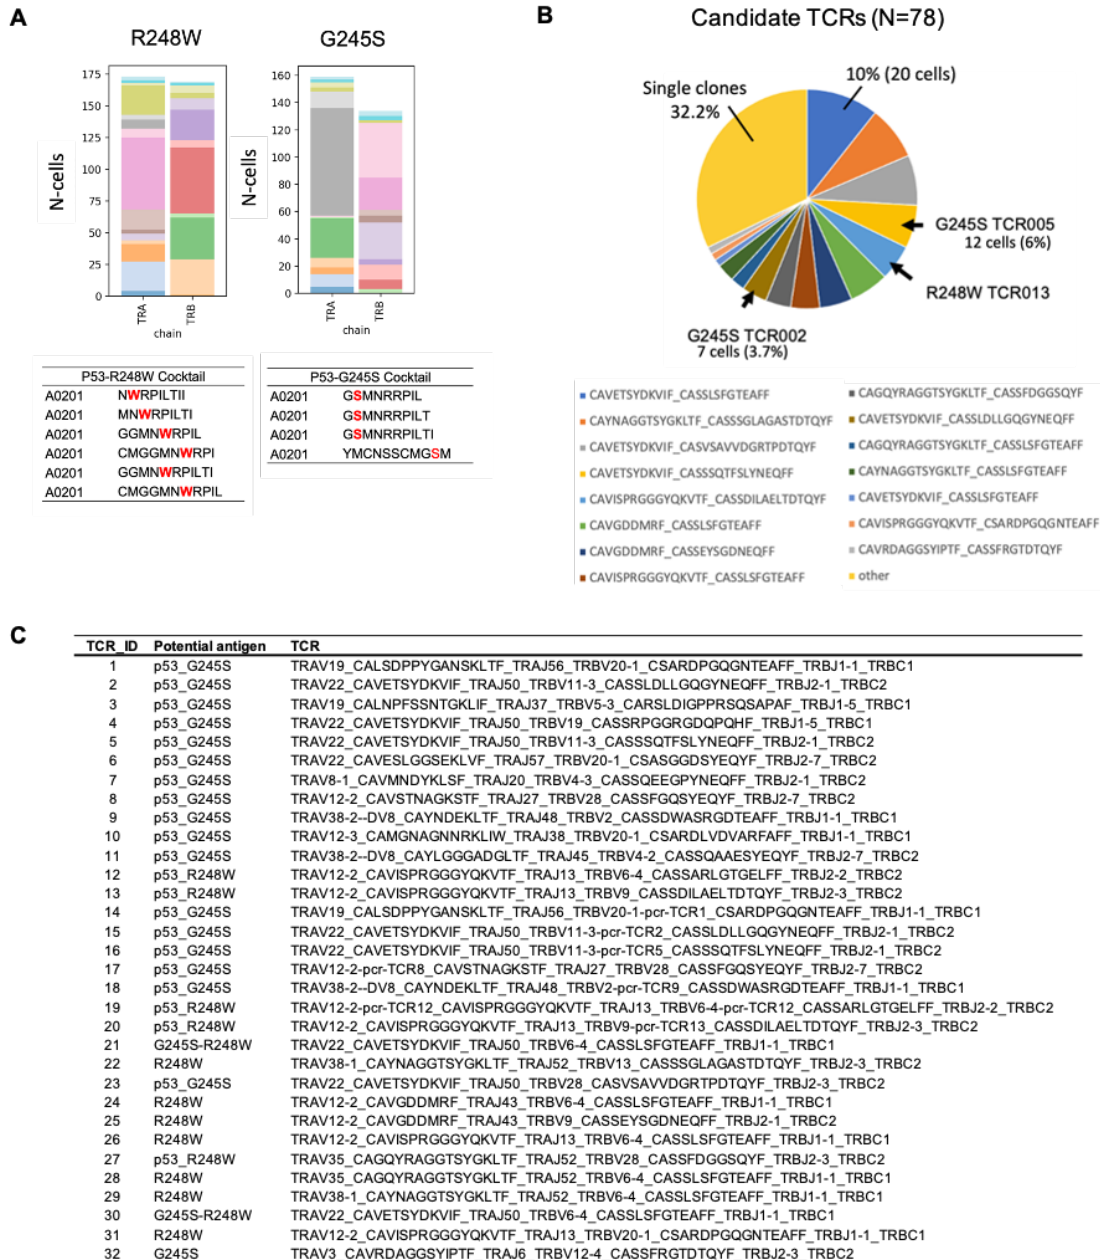 A
R248W
G245S
175
150
125
100
75
50
25
0
N-cells
TRA
TRB
chain
160
140
120
100
80
60
40
20
0
N-cells
TRA
TRB
chain
P53-R248W Cocktail
A0201 NWRPILTII
A0201 MNWRPILTI
A0201 GGMNWRPIL
A0201 CMGGMNWRPI
A0201 GGMNWRPILTI
A0201 CMGGMNWRPIL
P53-G245S Cocktail
A0201 GSMNRRPIL
A0201 GSMNRRPILT
A0201 GSMNRRPILTI
A0201 YMCNSSCMGSM
B
Candidate TCRs (N=78)
Single clones
32.2%
10% (20 cells)
G245S TCR005
12 cells (6%)
R248W TCR013
G245S TCR002
7 cells (3.7%)
CAVETSYDKVIF_CASSLSFGTEAFF
CAYNAGGTSYGKLTF_CASSSGLAGASTDTQYF
CAVETSYDKVIF_CASVSAVVDGRTPDTQYF
CAVETSYDKVIF_CASSSQTFSLYNEQFF
CAVISPRGGGYQKVTF_CASSDILAELTDTQYF
CAVGDDMRF_CASSLSFGTEAFF
CAVGDDMRF_CASSEYSGDNEQFF
CAVISPRGGGYQKVTF_CASSLSFGTEAFF
CAGQYRAGGTSYGKLTF_CASSFDGGSQYF
CAVETSYDKVIF_CASSLDLLGQGYNEQFF
CAGQYRAGGTSYGKLTF_CASSLSFGTEAFF
CAYNAGGTSYGKLTF_CASSLSFGTEAFF
CAVETSYDKVIF_CASSLSFGTEAFF
CAVISPRGGGYQKVTF_CSARDPGQGNTEAFF
CAVRDAGGSYIPTF_CASSFRGTDTQYF
other
C
TCR_ID Potential antigen TCR
1 p53_G245S TRAV19_CALSDPPYGANSKLTF_TRAJ56_TRBV20-1_CSARDPGQGNTEAFF_TRBJ1-1_TRBC1
2 p53_G245S TRAV22_CAVETSYDKVIF_TRAJ50_TRBV11-3_CASSLDLLGQGYNEQFF_TRBJ2-1_TRBC2
3 p53_G245S TRAV19_CALNPFSSNTGKLIF_TRAJ37_TRBV5-3_CARSLDIGPPRSQSAPAF_TRBJ1-5_TRBC1
4 p53_G245S TRAV22_CAVETSYDKVIF_TRAJ50_TRBV19_CASSRPGGRGDQPQHF_TRBJ1-5_TRBC1
5 p53_G245S TRAV22_CAVETSYDKVIF_TRAJ50_TRBV11-3_CASSSQTFSLYNEQFF_TRBJ2-1_TRBC2
6 p53_G245S TRAV22_CAVESLGGSEKLVF_TRAJ57_TRBV20-1_CSASGGDSYEQYF_TRBJ2-7_TRBC2
7 p53_G245S TRAV8-1_CAVMNDYKLSF_TRAJ20_TRBV4-3_CASSQEEGPYNEQFF_TRBJ2-1_TRBC2
8 p53_G245S TRAV12-2_CAVSTNAGKSTF_TRAJ27_TRBV28_CASSFGQSYEQYF_TRBJ2-7_TRBC2
9 p53_G245S TRAV38-2--DV8_CAYNDEKLTF_TRAJ48_TRBV2_CASSDWASRGDTEAFF_TRBJ1-1_TRBC1
10 p53_G245S TRAV12-3_CAMGNAGNNRKLIW_TRAJ38_TRBV20-1_CSARDLVDVARFAFF_TRBJ1-1_TRBC1
11 p53_G245S TRAV38-2--DV8_CAYLGGGADGLTF_TRAJ45_TRBV4-2_CASSQAAESYEQYF_TRBJ2-7_TRBC2
12 p53_R248W TRAV12-2_CAVISPRGGGYQKVTF_TRAJ13_TRBV6-4_CASSARLGTGELFF_TRBJ2-2_TRBC2
13 p53_R248W TRAV12-2_CAVISPRGGGYQKVTF_TRAJ13_TRBV9_CASSDILAELTDTQYF_TRBJ2-3_TRBC2
14 p53_G245S TRAV19_CALSDPPYGANSKLTF_TRAJ56_TRBV20-1-pcr-TCR1_CSARDPGQGNTEAFF_TRBJ1-1_TRBC1
15 p53_G245S TRAV22_CAVETSYDKVIF_TRAJ50_TRBV11-3-pcr-TCR2_CASSLDLLGQGYNEQFF_TRBJ2-1_TRBC2
16 p53_G245S TRAV22_CAVETSYDKVIF_TRAJ50_TRBV11-3-pcr-TCR5_CASSSQTFSLYNEQFF_TRBJ2-1_TRBC2
17 p53_G245S TRAV12-2-pcr-TCR8_CAVSTNAGKSTF_TRAJ27_TRBV28_CASSFGQSYEQYF_TRBJ2-7_TRBC2
18 p53_G245S TRAV38-2--DV8_CAYNDEKLTF_TRAJ48_TRBV2-pcr-TCR9_CASSDWASRGDTEAFF_TRBJ1-1_TRBC1
19 p53_R248W TRAV12-2-pcr-TCR12_CAVISPRGGGYQKVTF_TRAJ13_TRBV6-4-pcr-TCR12_CASSARLGTGELFF_TRBJ2-2_TRBC2
20 p53_R248W TRAV12-2_CAVISPRGGGYQKVTF_TRAJ13_TRBV9-pcr-TCR13_CASSDILAELTDTQYF_TRBJ2-3_TRBC2
21 G245S-R248W TRAV22_CAVETSYDKVIF_TRAJ50_TRBV6-4_CASSLSFGTEAFF_TRBJ1-1_TRBC1
22 R248W TRAV38-1_CAYNAGGTSYGKLTF_TRAJ52_TRBV13_CASSSGLAGASTDTQYF_TRBJ2-3_TRBC2
23 p53_G245S TRAV22_CAVETSYDKVIF_TRAJ50_TRBV28_CASVSAVVDGRTPDTQYF_TRBJ2-3_TRBC2
24 R248W TRAV12-2_CAVGDDMRF_TRAJ43_TRBV6-4_CASSLSFGTEAFF_TRBJ1-1_TRBC1
25 R248W TRAV12-2_CAVGDDMRF_TRAJ43_TRBV9_CASSEYSGDNEQFF_TRBJ2-1_TRBC2
26 R248W TRAV12-2_CAVISPRGGGYQKVTF_TRAJ13_TRBV6-4_CASSLSFGTEAFF_TRBJ1-1_TRBC1
27 p53_R248W TRAV35_CAGQYRAGGTSYGKLTF_TRAJ52_TRBV28_CASSFDGGSQYF_TRBJ2-3_TRBC2
28 R248W TRAV35_CAGQYRAGGTSYGKLTF_TRAJ52_TRBV6-4_CASSLSFGTEAFF_TRBJ1-1_TRBC1
29 R248W TRAV38-1_CAYNAGGTSYGKLTF_TRAJ52_TRBV6-4_CASSLSFGTEAFF_TRBJ1-1_TRBC1
30 G245S-R248W TRAV22_CAVETSYDKVIF_TRAJ50_TRBV6-4_CASSLSFGTEAFF_TRBJ1-1_TRBC1
31 R248W TRAV12-2_CAVISPRGGGYQKVTF_TRAJ13_TRBV20-1_CSARDPGQGNTEAFF_TRBJ1-1_TRBC1
32 G245S TRAV3_CAVRDAGGSYIPTF_TRAJ6_TRBV12-4_CASSFRGTDTQYF_TRBJ2-3_TRBC2